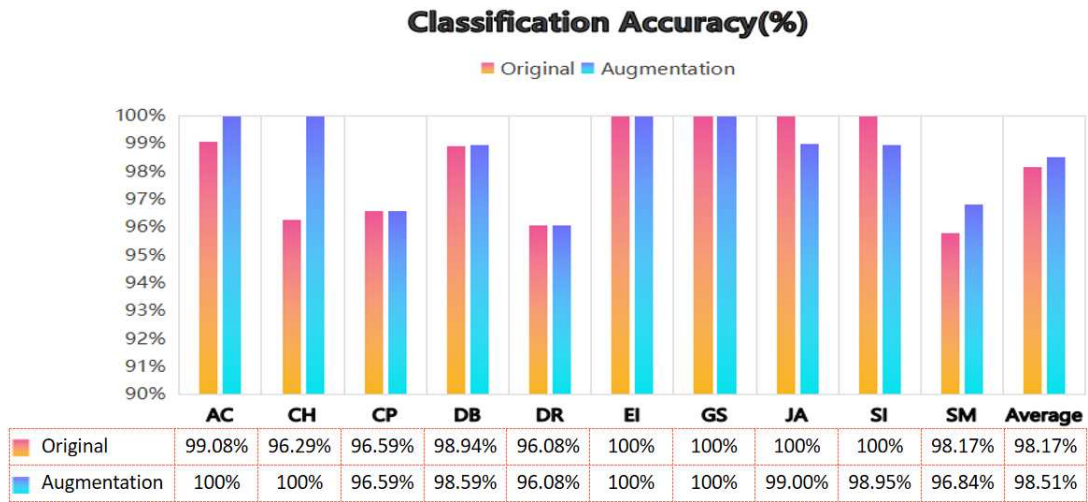 Classification Accuracy(%)
Original Augmentation
100%
99%
98%
97%
96%
95%
94%
93%
92%
91%
90%
AC CH CP DB DR EI GS JA SI SM Average
Original 99.08% 96.29% 96.59% 98.94% 96.08% 100% 100% 100% 100% 98.17% 98.17%
Augmentation 100% 100% 96.59% 98.59% 96.08% 100% 100% 99.00% 98.95% 96.84% 98.51%